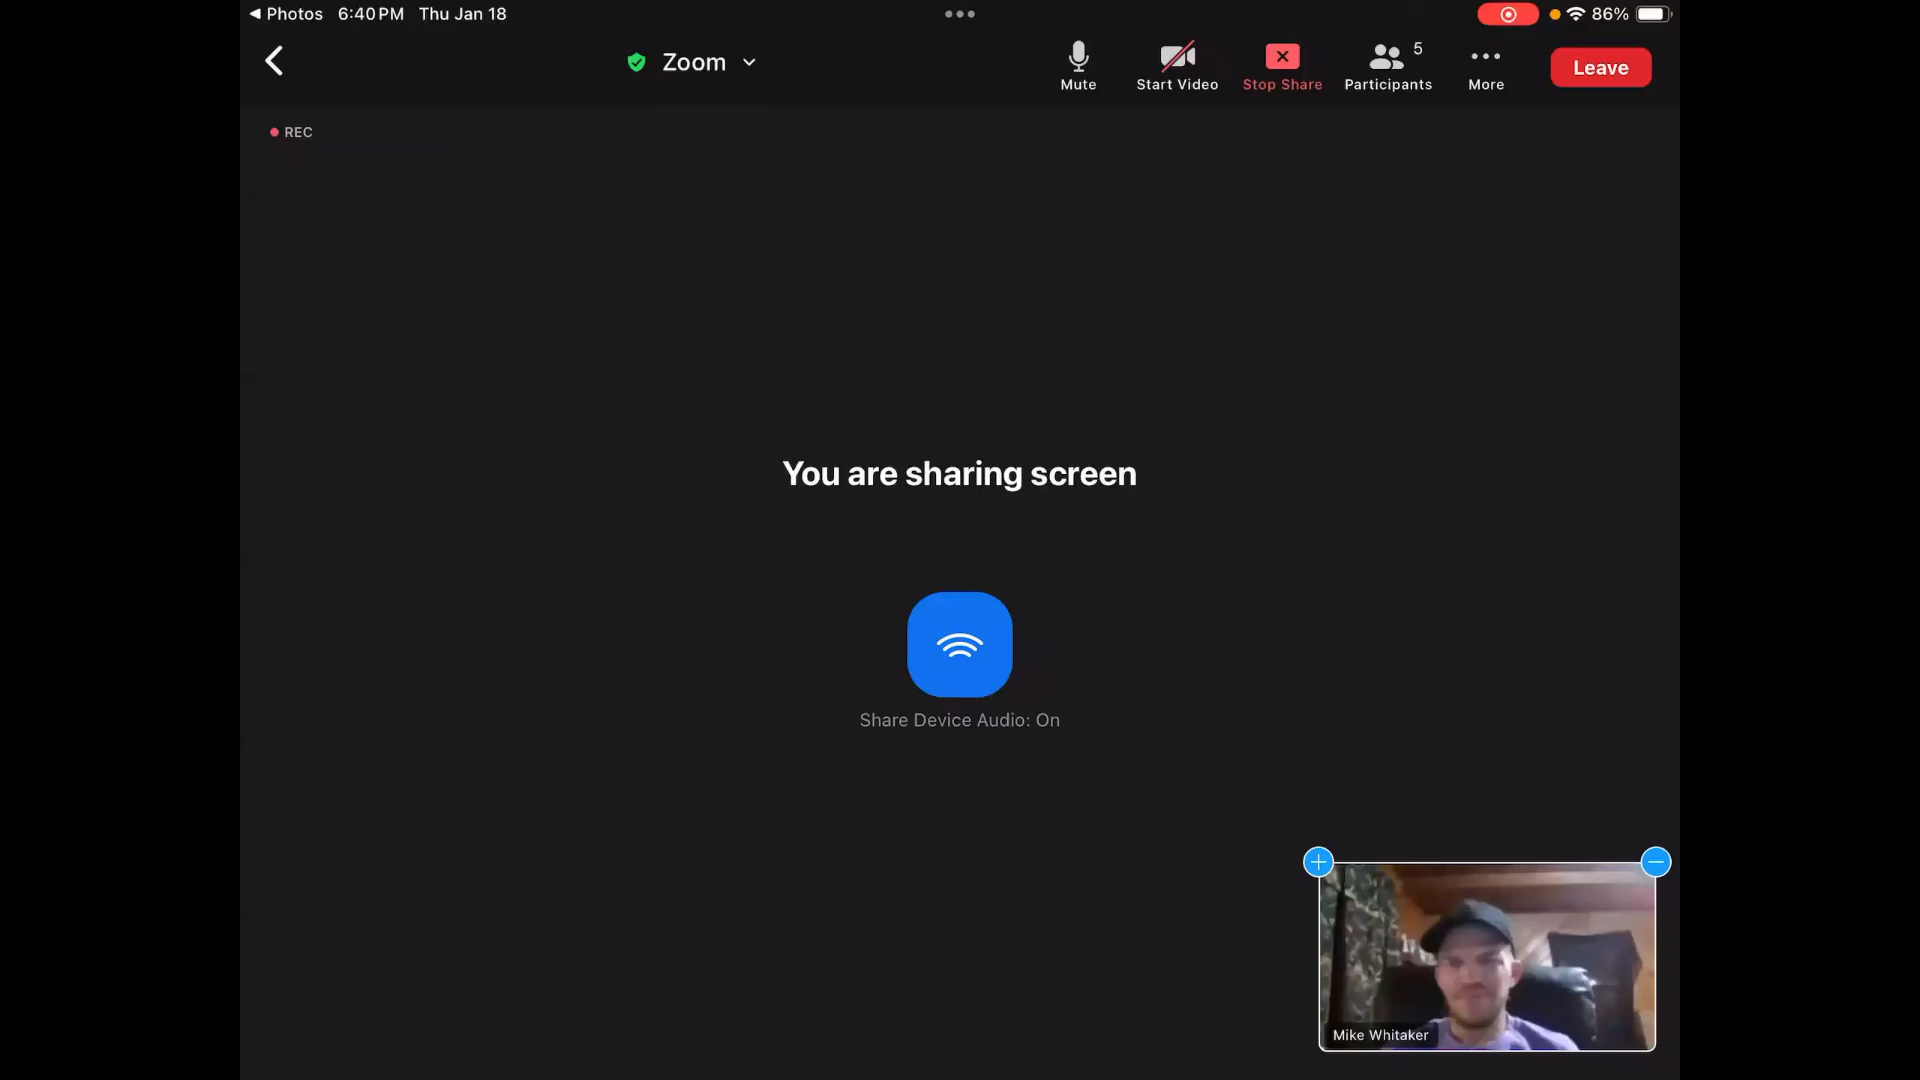 Photos 6:40 PM Thu Jan 18
86%
Zoom
Mute
Start Video
Stop Share
Participants
5
More
Leave
REC
You are sharing screen
Share Device Audio: On
Mike Whitaker